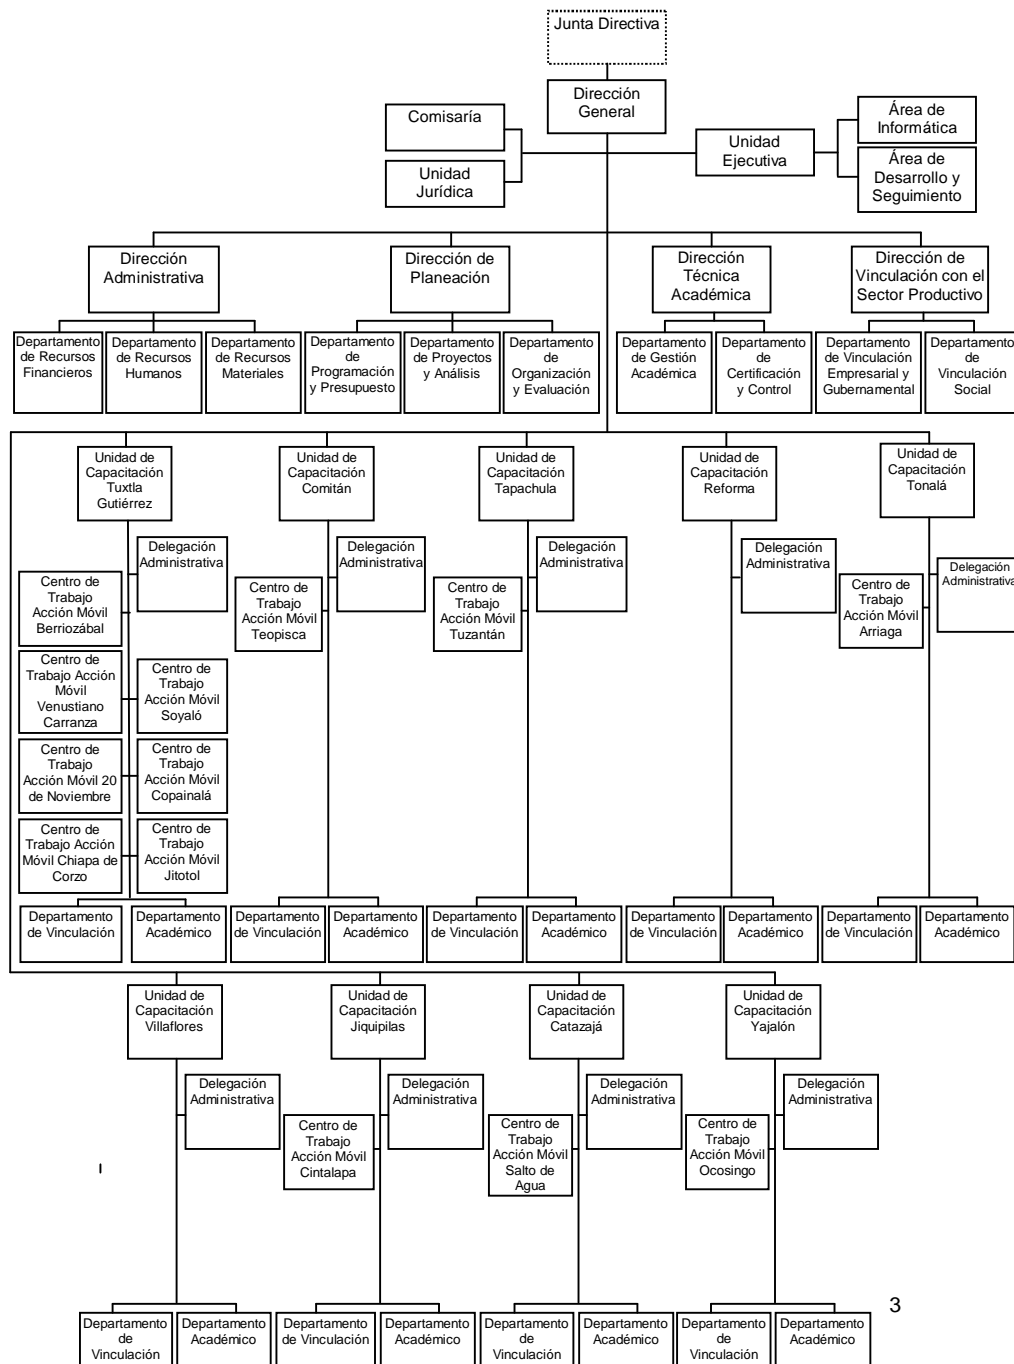 Junta Directiva
Dirección
General
Comisaría
Unidad
Jurídica
Unidad
Ejecutiva
Área de
Informática
Área de
Desarrollo y
Seguimiento
Dirección
Administrativa
Dirección de
Planeación
Dirección
Técnica
Académica
Dirección de
Vinculación con el
Sector Productivo
Departamento
de Recursos
Financieros
Departamento
de Recursos
Humanos
Departamento
de Recursos
Materiales
Departamento
de
Programación
y Presupuesto
Departamento
de Proyectos
y Análisis
Departamento
de
Organización
y Evaluación
Departamento
de Gestión
Académica
Departamento
de
Certificación
y Control
Departamento
de Vinculación
Empresarial y
Gubernamental
Departamento
de
Vinculación
Social
Unidad de
Capacitación
Tuxtla
Gutiérrez
Unidad de
Capacitación
Comitán
Unidad de
Capacitación
Tapachula
Unidad de
Capacitación
Reforma
Unidad de
Capacitación
Tonalá
Delegación
Administrativa
Centro de
Trabajo
Acción Móvil
Berriozábal
Centro de
Trabajo Acción
Móvil
Venustiano
Carranza
Centro de
Trabajo
Acción Móvil
Soyaló
Centro de
Trabajo
Acción Móvil 20
de Noviembre
Centro de
Trabajo
Acción Móvil
Copainalá
Centro de
Trabajo Acción
Móvil Chiapa de
Corzo
Centro de
Trabajo
Acción Móvil
Jitotol
Delegación
Administrativa
Centro de
Trabajo
Acción Móvil
Teopisca
Delegación
Administrativa
Centro de
Trabajo
Acción Móvil
Tuzantán
Delegación
Administrativa
Delegación
Administrativa
Centro de
Trabajo
Acción Móvil
Arriaga
Departamento
de Vinculación
Departamento
Académico
Departamento
de Vinculación
Departamento
Académico
Departamento
de Vinculación
Departamento
Académico
Departamento
de Vinculación
Departamento
Académico
Departamento
de Vinculación
Departamento
Académico
Unidad de
Capacitación
Villaflores
Unidad de
Capacitación
Jiquipilas
Unidad de
Capacitación
Catazajá
Unidad de
Capacitación
Yajalón
Delegación
Administrativa
Delegación
Administrativa
Centro de
Trabajo
Acción Móvil
Cintalapa
Delegación
Administrativa
Centro de
Trabajo
Acción Móvil
Salto de
Agua
Delegación
Administrativa
Centro de
Trabajo
Acción Móvil
Ocosingo
Departamento
de
Vinculación
Departamento
Académico
Departamento
de Vinculación
Departamento
Académico
Departamento
de
Vinculación
Departamento
Académico
Departamento
de
Vinculación
Departamento
Académico
3